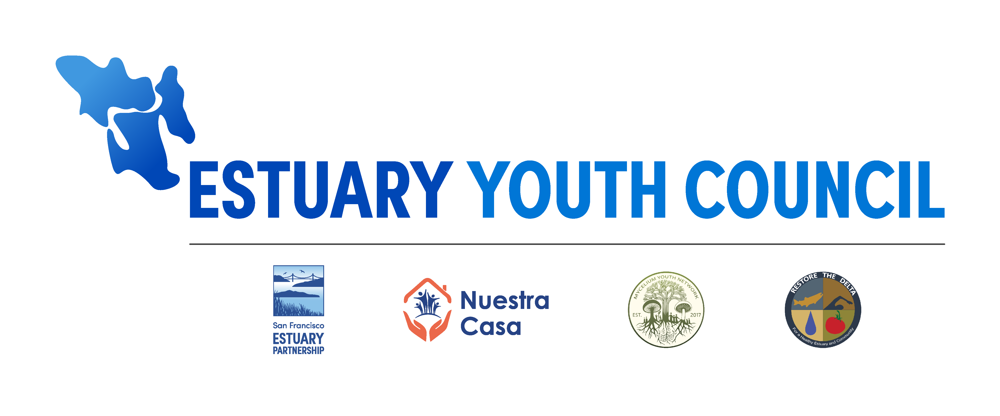 ESTUARY YOUTH COUNCIL
San Francisco
ESTUARY
PARTNERSHIP
Nuestra
Casa
MYCELIUM YOUTH NETWORK
EST. 2017
RESTORE THE DELTA
For a Healthy Estuary and Community